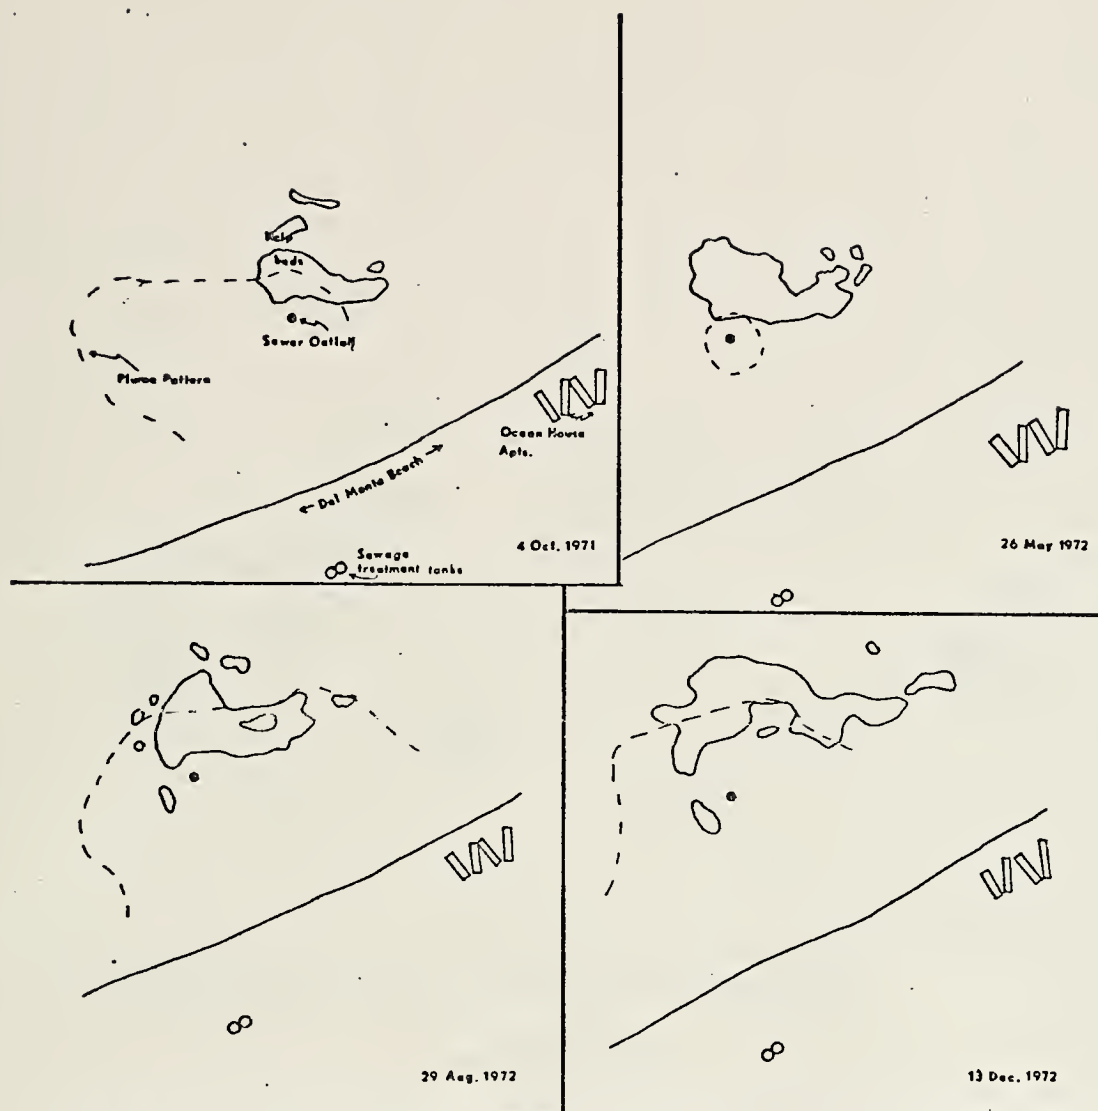 Kelp
beds
Sewer Outfall
Plume Pattern
Ocean House
Apts.
← Del Monte Beach →
4 Oct. 1971
Sewage
treatment tanks
26 May 1972
29 Aug. 1972
13 Dec. 1972